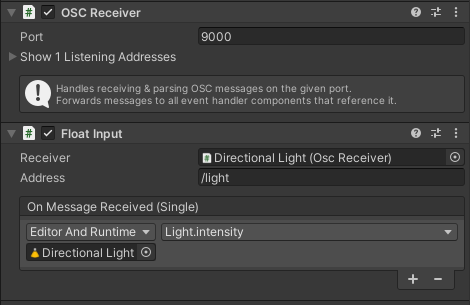 OSC Receiver
Port 9000
Show 1 Listening Addresses
Handles receiving & parsing OSC messages on the given port.
Forwards messages to all event handler components that reference it.
Float Input
Receiver Directional Light (Osc Receiver)
Address /light
On Message Received (Single)
Editor And Runtime Light.intensity
Directional Light